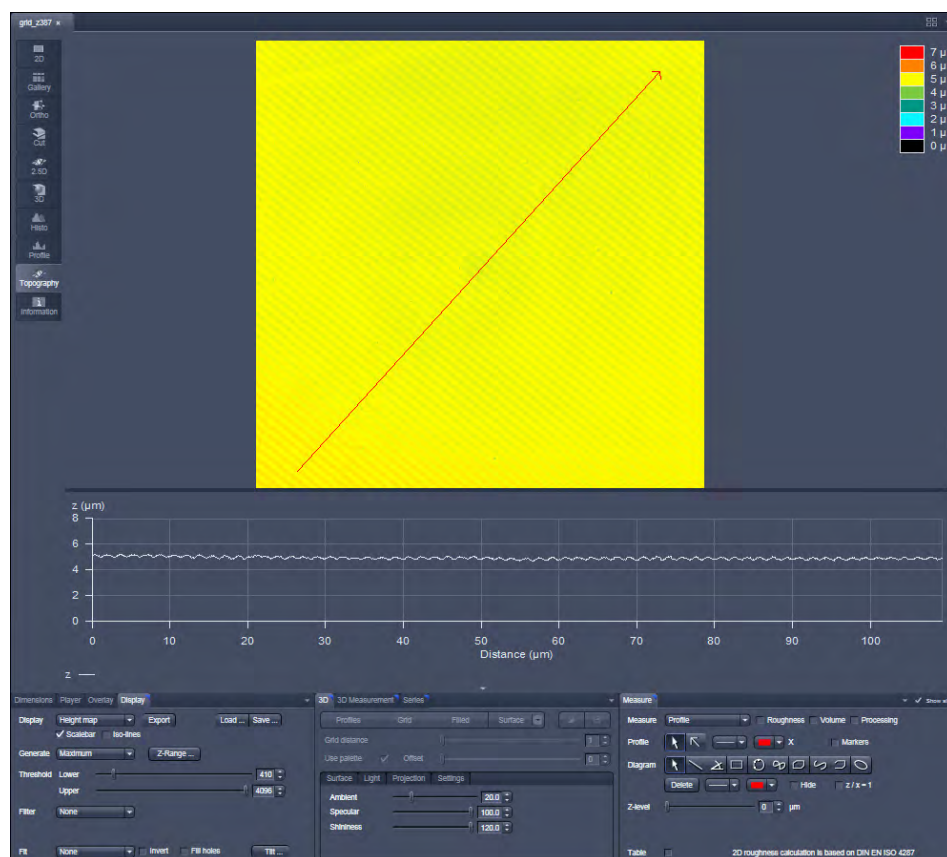 grid_z387 ×
2D
Gallery
Ortho
Cut
2.5D
3D
Histo
Profile
Topography
Information
7 µ
6 µ
5 µ
4 µ
3 µ
2 µ
1 µ
0 µ
z (µm)
8
6
4
2
0
0 10 20 30 40 50 60 70 80 90 100
Distance (µm)
z
Dimensions Player Overlay Display
Display Height map Export Load ... Save ...
Scalebar Iso-lines
Generate Maximum Z-Range ...
Threshold Lower 410
Upper 4096
Filter None
Fit None Invert Fill holes Tilt ...
3D 3D Measurement Series
Profiles Grid Filled Surface
Grid distance 1
Use palette Offset 0
Surface Light Projection Settings
Ambient 20.0
Specular 100.0
Shininess 120.0
Measure Show al
Measure Profile Roughness Volume Processing
Profile X Markers
Diagram
Delete Hide z / x = 1
Z-level 0 µm
Table 2D roughness calculation is based on DIN EN ISO 4287